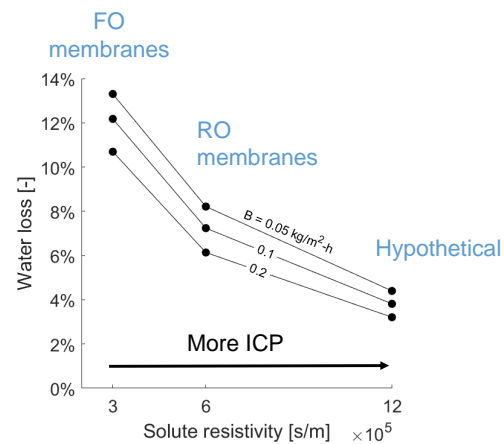 FO
membranes
14%
12%
10%
8%
6%
4%
2%
0%
Water loss [-]
RO
membranes
B = 0.05 kg/m²-h
0.1
0.2
Hypothetical
More ICP
3
6
12
Solute resistivity [s/m]
×10⁵